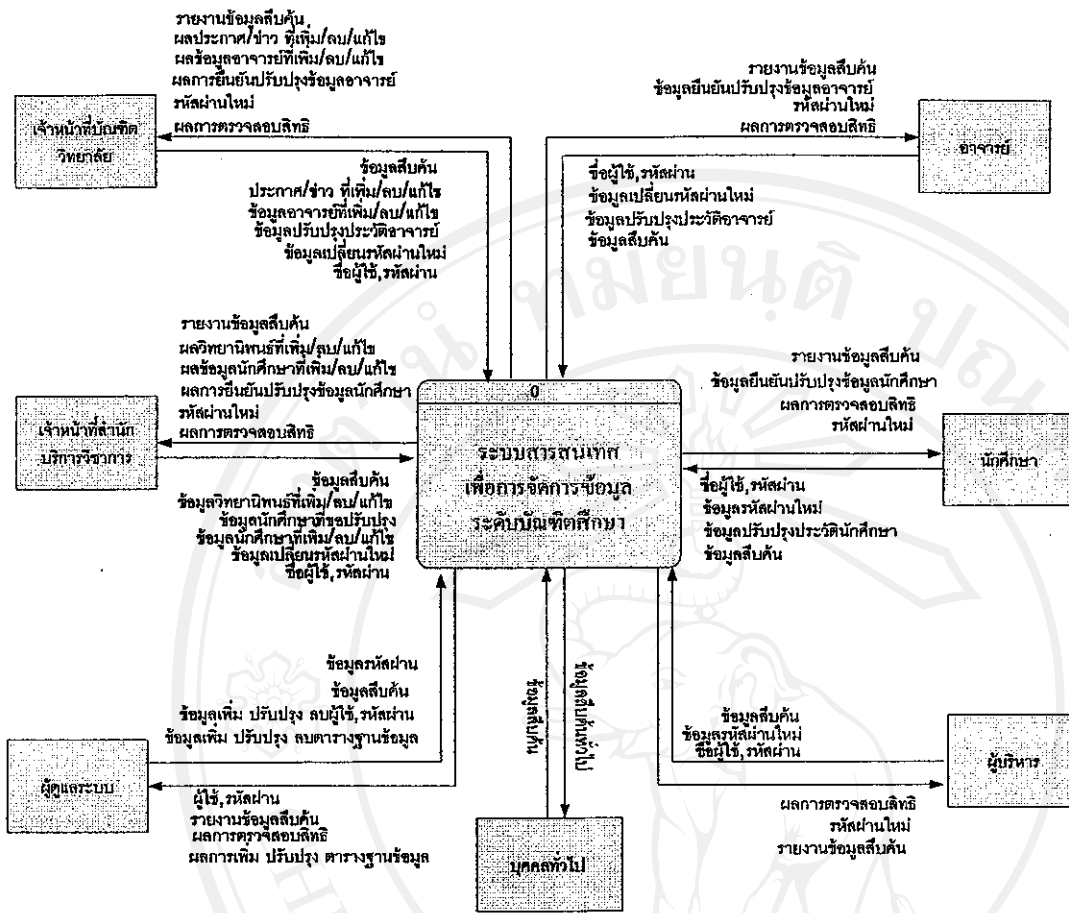 รายงานข้อมูลสืบค้น
ผลประกาศ/ข่าว ที่เพิ่ม/ลบ/แก้ไข
ผลข้อมูลอาจารย์ที่เพิ่ม/ลบ/แก้ไข
ผลการยืนยันปรับปรุงข้อมูลอาจารย์
รหัสผ่านใหม่
ผลการตรวจสอบสิทธิ
เจ้าหน้าที่บัณฑิต
วิทยาลัย
ข้อมูลสืบค้น
ประกาศ/ข่าว ที่เพิ่ม/ลบ/แก้ไข
ข้อมูลอาจารย์ที่เพิ่ม/ลบ/แก้ไข
ข้อมูลปรับปรุงประวัติอาจารย์
ข้อมูลเปลี่ยนรหัสผ่านใหม่
ชื่อผู้ใช้,รหัสผ่าน
รายงานข้อมูลสืบค้น
ข้อมูลยืนยันปรับปรุงข้อมูลอาจารย์
รหัสผ่านใหม่
ผลการตรวจสอบสิทธิ
อาจารย์
ชื่อผู้ใช้,รหัสผ่าน
ข้อมูลเปลี่ยนรหัสผ่านใหม่
ข้อมูลปรับปรุงประวัติอาจารย์
ข้อมูลสืบค้น
ตน์ ทมยนฺติ ปณ
รายงานข้อมูลสืบค้น
ผลวิทยานิพนธ์ที่เพิ่ม/ลบ/แก้ไข
ผลข้อมูลนักศึกษาที่เพิ่ม/ลบ/แก้ไข
ผลการยืนยันปรับปรุงข้อมูลนักศึกษา
รหัสผ่านใหม่
ผลการตรวจสอบสิทธิ
เจ้าหน้าที่สำนัก
บริการวิชาการ
ข้อมูลสืบค้น
ข้อมูลวิทยานิพนธ์ที่เพิ่ม/ลบ/แก้ไข
ข้อมูลนักศึกษาที่ขอปรับปรุง
ข้อมูลนักศึกษาที่เพิ่ม/ลบ/แก้ไข
ข้อมูลเปลี่ยนรหัสผ่านใหม่
ชื่อผู้ใช้,รหัสผ่าน
0
ระบบสารสนเทศ
เพื่อการจัดการข้อมูล
ระดับบัณฑิตศึกษา
รายงานข้อมูลสืบค้น
ข้อมูลยืนยันปรับปรุงข้อมูลนักศึกษา
ผลการตรวจสอบสิทธิ
รหัสผ่านใหม่
นักศึกษา
ชื่อผู้ใช้,รหัสผ่าน
ข้อมูลรหัสผ่านใหม่
ข้อมูลปรับปรุงประวัตินักศึกษา
ข้อมูลสืบค้น
ข้อมูลรหัสผ่าน
ข้อมูลสืบค้น
ข้อมูลเพิ่ม ปรับปรุง ลบผู้ใช้,รหัสผ่าน
ข้อมูลเพิ่ม ปรับปรุง ลบตารางฐานข้อมูล
ผู้ดูแลระบบ
ผู้ใช้,รหัสผ่าน
รายงานข้อมูลสืบค้น
ผลการตรวจสอบสิทธิ
ผลการเพิ่ม ปรับปรุง ตารางฐานข้อมูล
ข้อมูลสืบค้น
ข้อมูลสืบค้นทั่วไป
บุคคลทั่วไป
ข้อมูลสืบค้น
ข้อมูลรหัสผ่านใหม่
ชื่อผู้ใช้,รหัสผ่าน
ผู้บริหาร
ผลการตรวจสอบสิทธิ
รหัสผ่านใหม่
รายงานข้อมูลสืบค้น